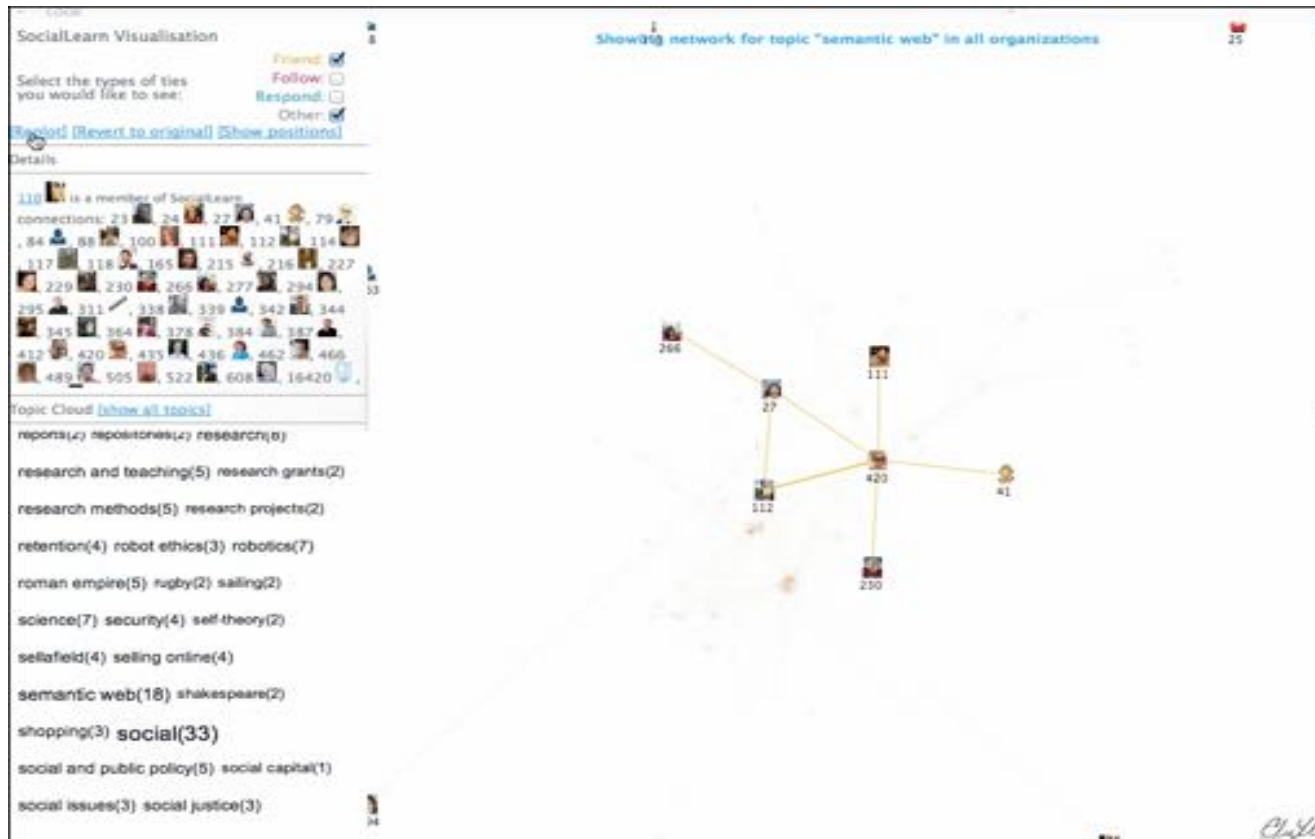 SocialLearn Visualisation
Friend:
Follow:
Respond:
Other:
Select the types of ties
you would like to see:
[Replot] [Revert to original] [Show positions]
Details
110 is a member of SocialLearn
connections: 23, 24, 27, 41, 79
, 84, 88, 100, 111, 112, 114
, 117, 118, 165, 215, 216, 227
, 229, 230, 266, 277, 294,
295, 311, 338, 339, 342, 344
, 345, 364, 378, 384, 387,
412, 420, 435, 436, 462, 466
, 489, 505, 522, 608, 16420,
Topic Cloud [show all topics]
reports(2) repositories(2) research(8)
research and teaching(5) research grants(2)
research methods(5) research projects(2)
retention(4) robot ethics(3) robotics(7)
roman empire(5) rugby(2) sailing(2)
science(7) security(4) self-theory(2)
sellafield(4) selling online(4)
semantic web(18) shakespeare(2)
shopping(3) social(33)
social and public policy(5) social capital(1)
social issues(3) social justice(3)
Showing network for topic "semantic web" in all organizations
25
266
111
27
420
41
112
230